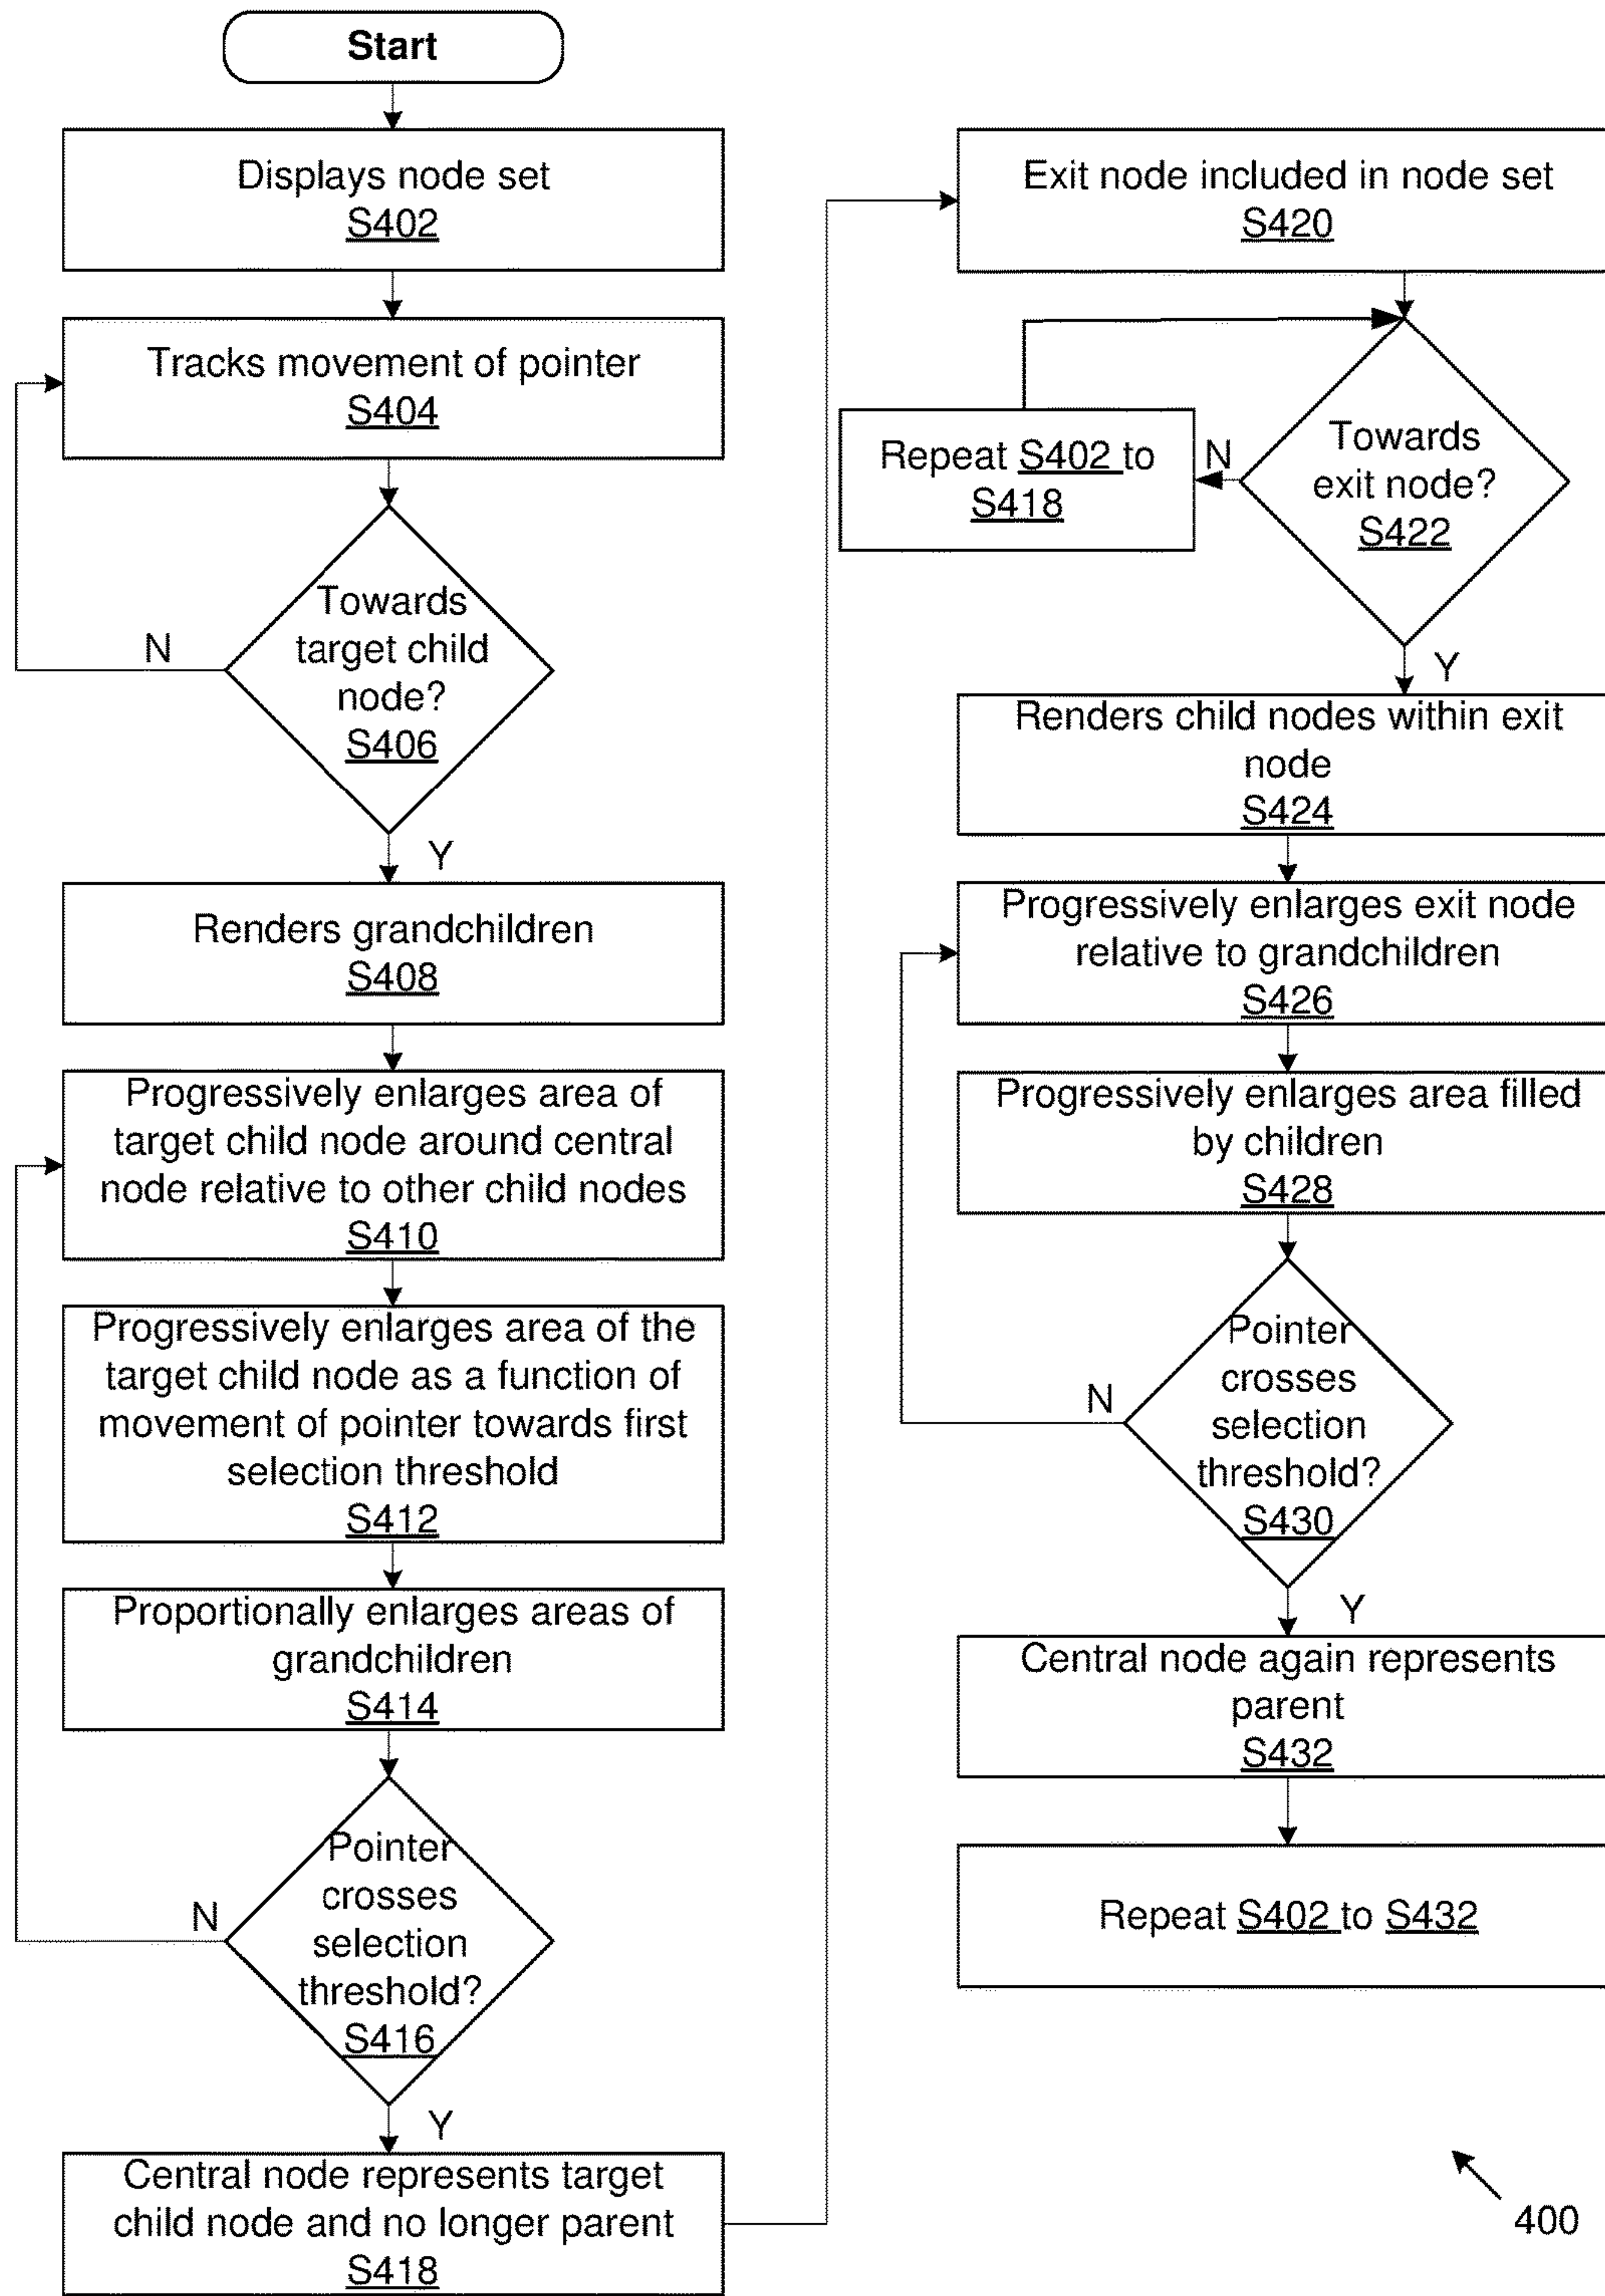 Start
Displays node set
S402
Tracks movement of pointer
S404
Towards
target child
node?
S406
N
Y
Renders grandchildren
S408
Progressively enlarges area of
target child node around central
node relative to other child nodes
S410
Progressively enlarges area of the
target child node as a function of
movement of pointer towards first
selection threshold
S412
Proportionally enlarges areas of
grandchildren
S414
Pointer
crosses
selection
threshold?
S416
N
Y
Central node represents target
child node and no longer parent
S418
Exit node included in node set
S420
Towards
exit node?
S422
N
Repeat S402 to
S418
Y
Renders child nodes within exit
node
S424
Progressively enlarges exit node
relative to grandchildren
S426
Progressively enlarges area filled
by children
S428
Pointer
crosses
selection
threshold?
S430
N
Y
Central node again represents
parent
S432
Repeat S402 to S432
400